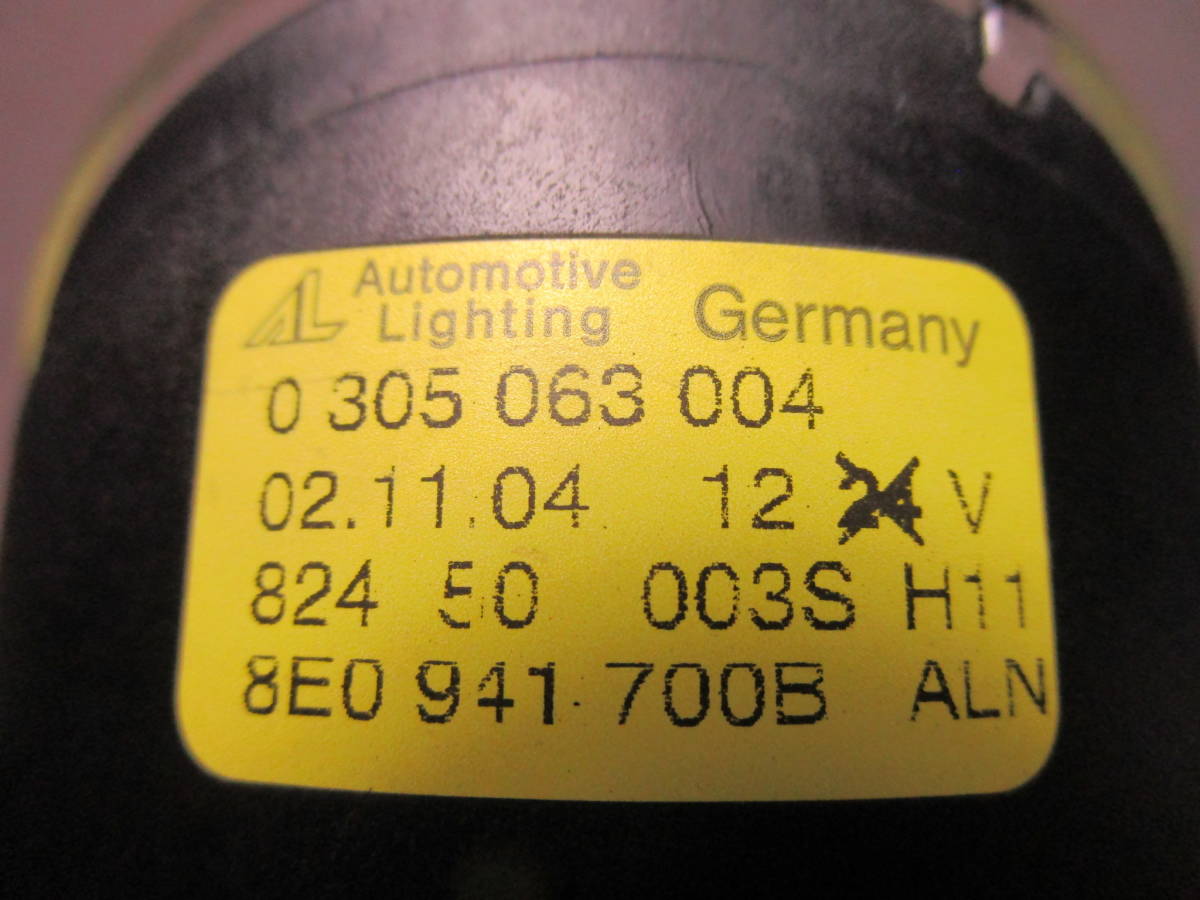 AL Automotive Lighting Germany
0 305 063 004
02.11.04 12 24 V
824 50 003S H11
8E0 941 700B ALN